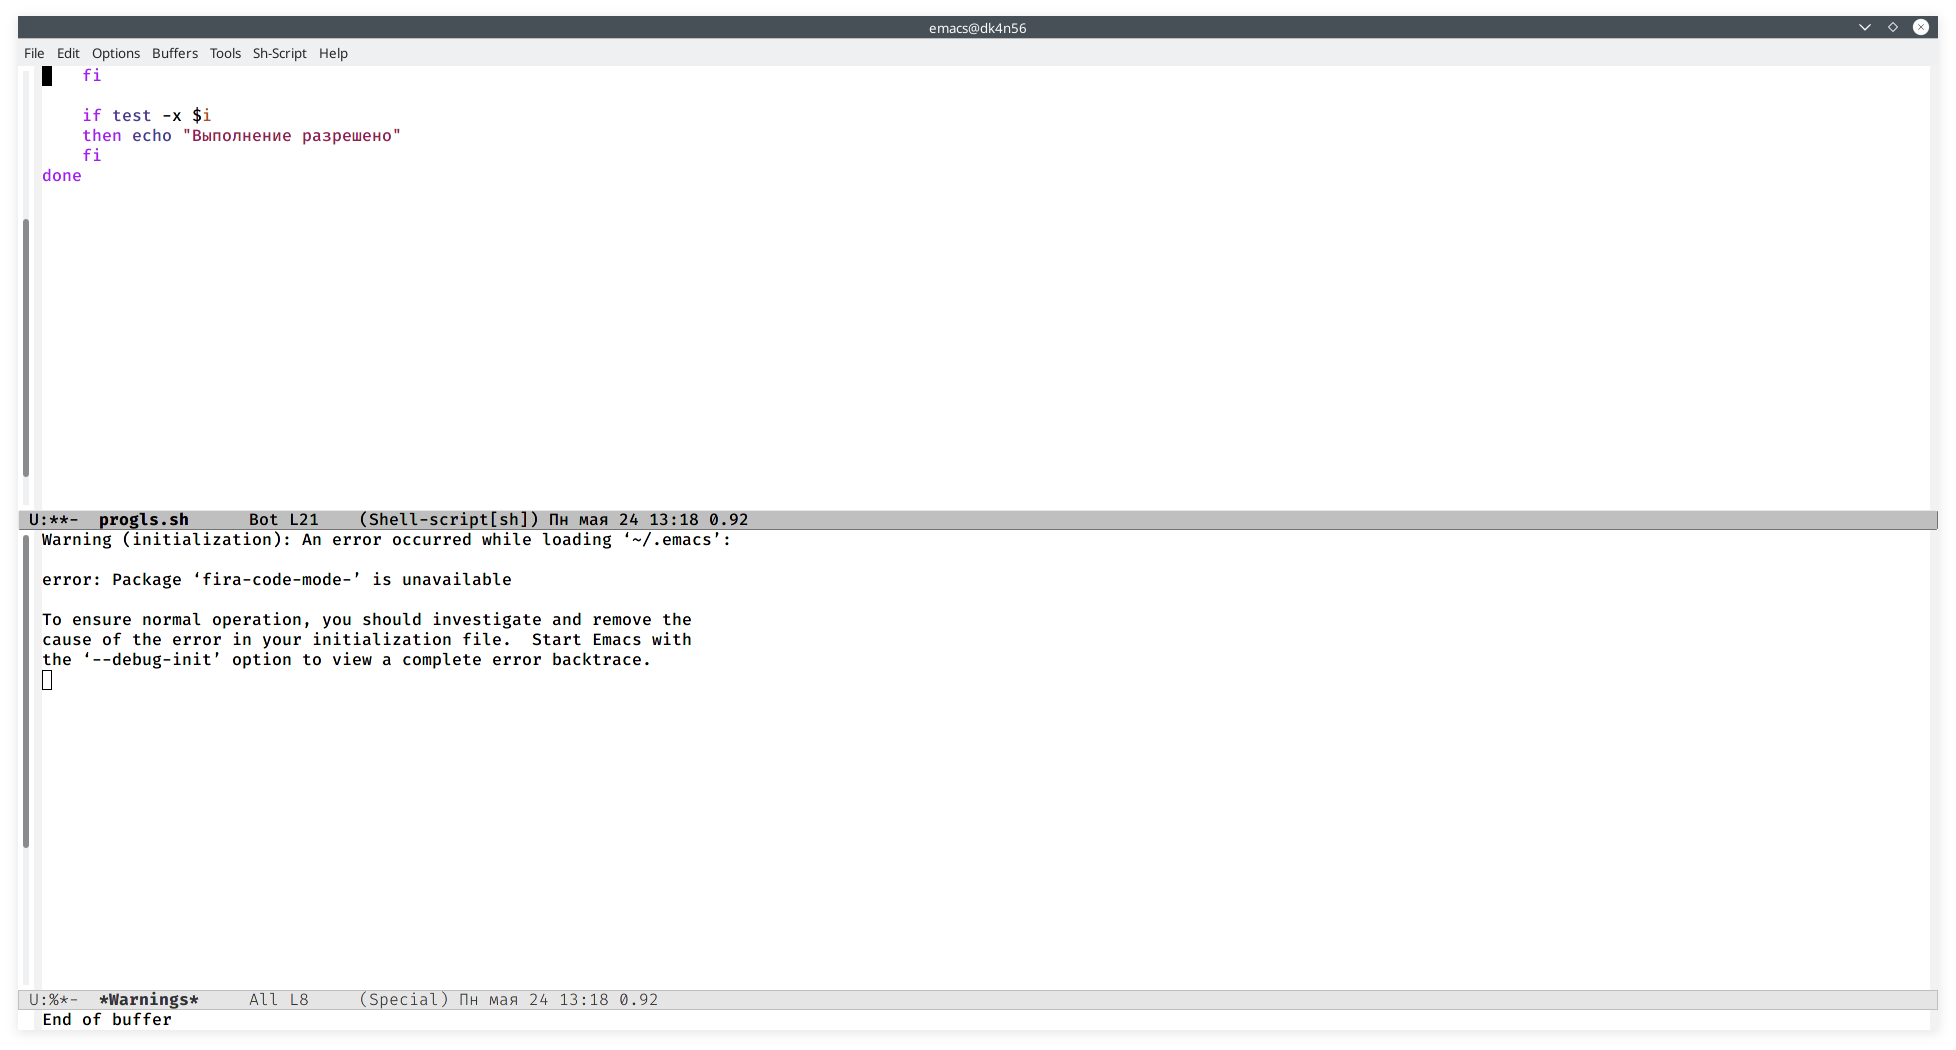 emacs@dk4n56
File Edit Options Buffers Tools Sh-Script Help
fi
if test -x $i
then echo "Выполнение разрешено"
fi
done
U:**- progls.sh Bot L21 (Shell-script[sh]) Пн мая 24 13:18 0.92
Warning (initialization): An error occurred while loading ‘~/.emacs’:
error: Package ‘fira-code-mode-’ is unavailable
To ensure normal operation, you should investigate and remove the
cause of the error in your initialization file.  Start Emacs with
the ‘--debug-init’ option to view a complete error backtrace.
U:%*- *Warnings* All L8 (Special) Пн мая 24 13:18 0.92
End of buffer